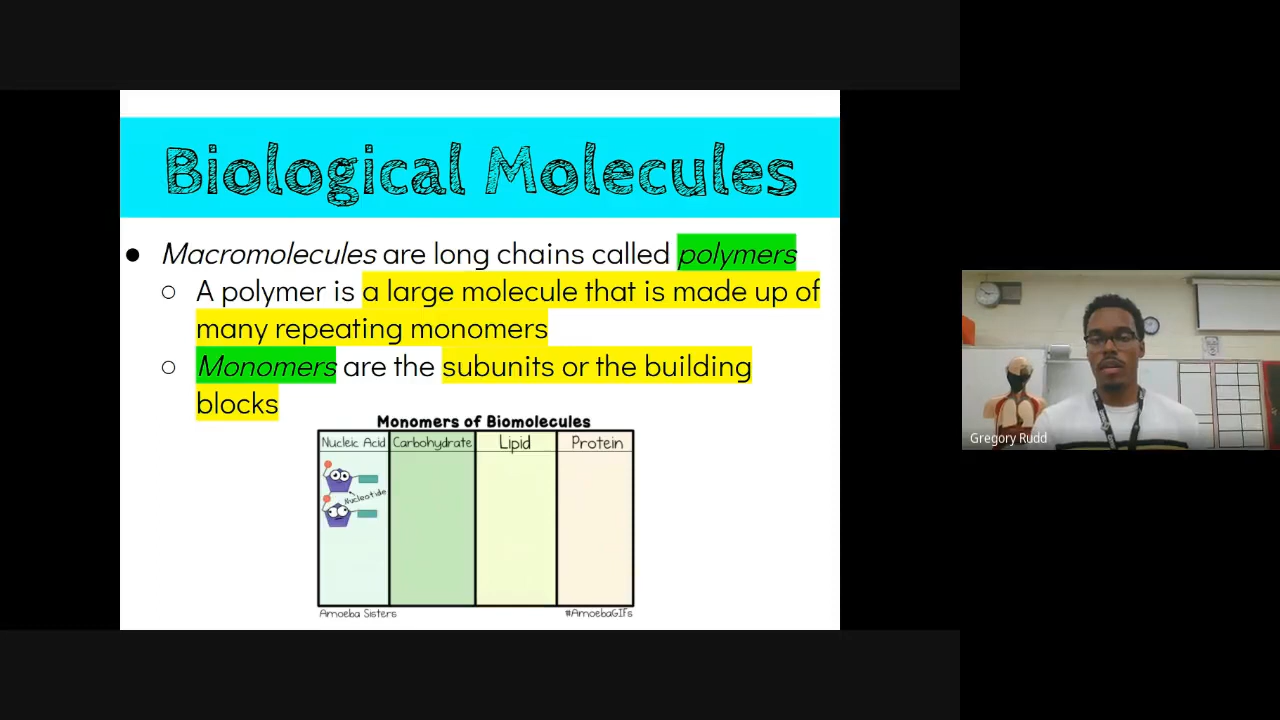 Biological Molecules
● Macromolecules are long chains called polymers
○ A polymer is a large molecule that is made up of
many repeating monomers
○ Monomers are the subunits or the building
blocks
Monomers of Biomolecules
Nucleic Acid Carbohydrate Lipid Protein
Nucleotide
Amoeba Sisters #AmoebaGIFs
Gregory Rudd